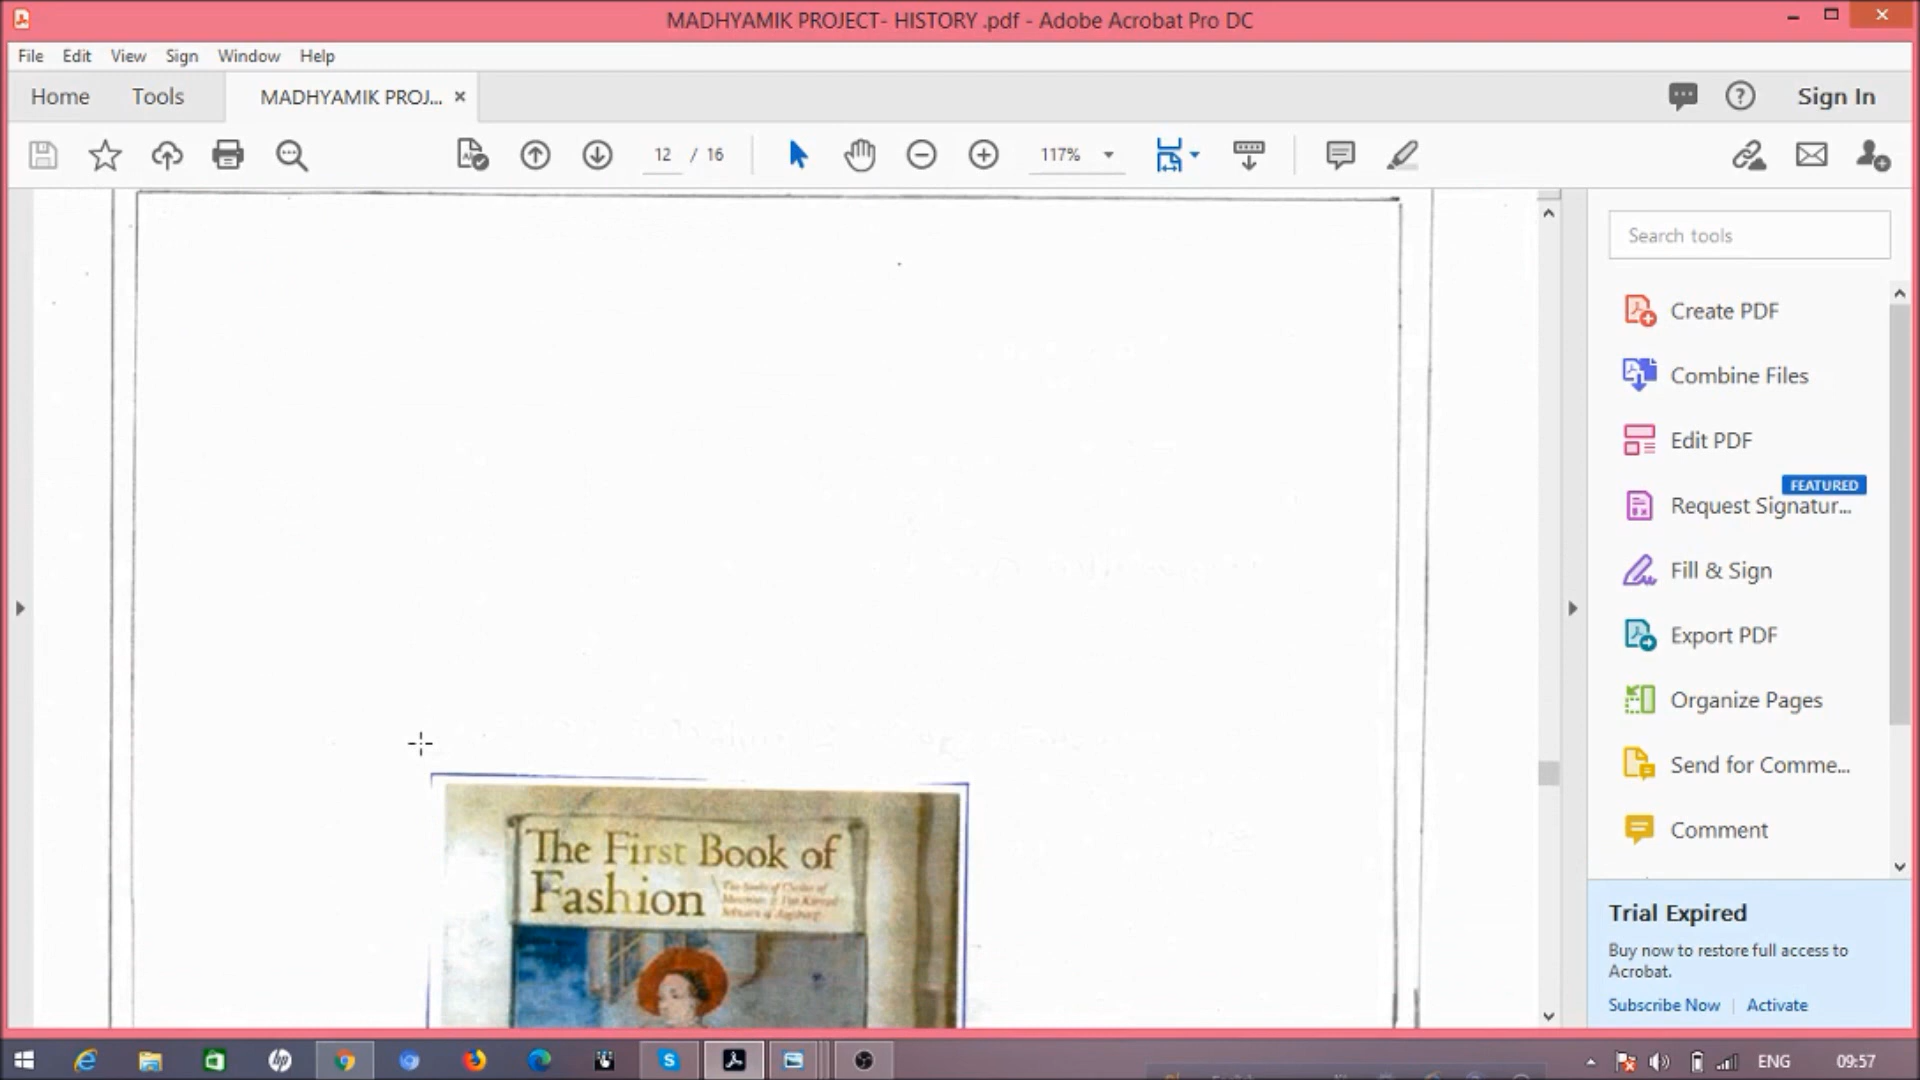 MADHYAMIK PROJECT- HISTORY .pdf - Adobe Acrobat Pro DC
File Edit View Sign Window Help
Home Tools MADHYAMIK PROJ... × Sign In
12 / 16 117%
Search tools
Create PDF
Combine Files
Edit PDF
FEATURED
Request Signatur...
Fill & Sign
Export PDF
Organize Pages
Send for Comme...
Comment
Trial Expired
Buy now to restore full access to
Acrobat.
Subscribe Now | Activate
The First Book of
Fashion
ENG 09:57